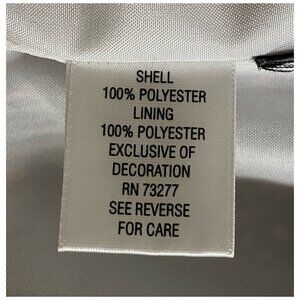 SHELL
100% POLYESTER
LINING
100% POLYESTER
EXCLUSIVE OF
DECORATION
RN 73277
SEE REVERSE
FOR CARE